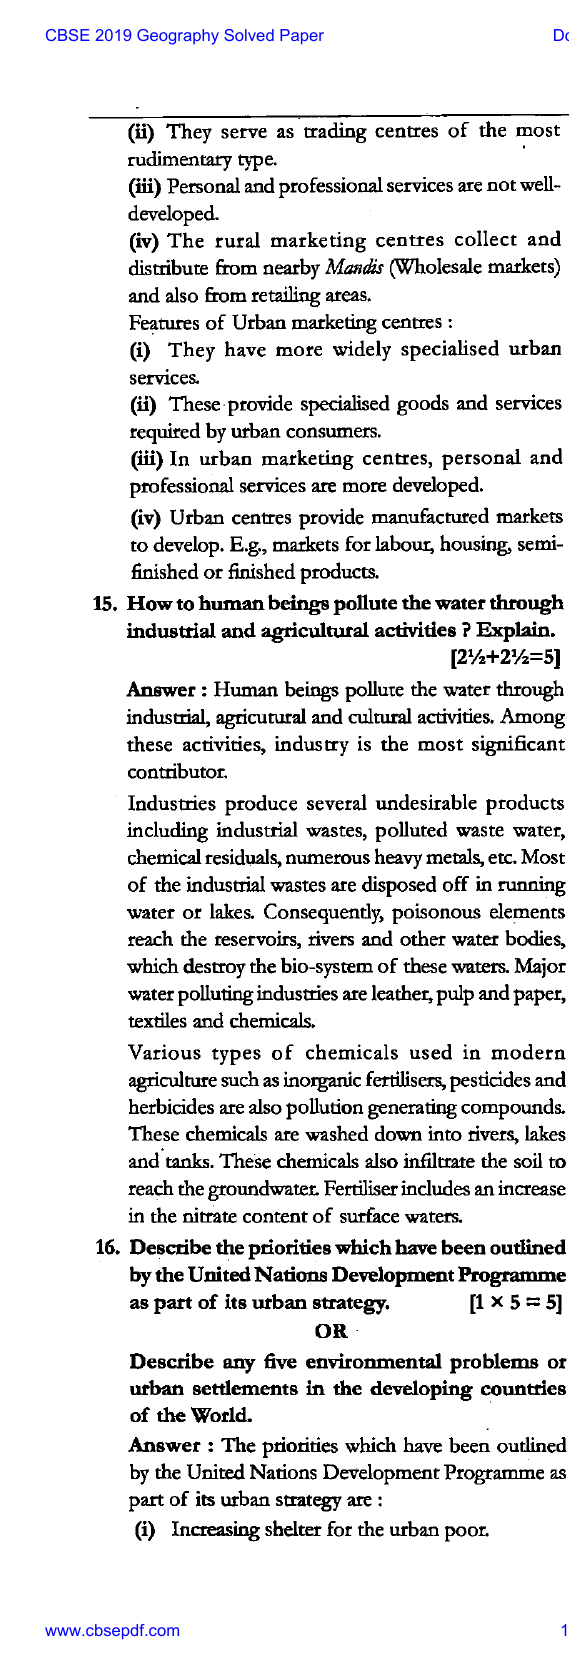 CBSE 2019 Geography Solved Paper
(ii) They serve as trading centres of the most
rudimentary type.
(iii) Personal and professional services are not well-
developed.
(iv) The rural marketing centres collect and
distribute from nearby Mandis (Wholesale markets)
and also from retailing areas.
Features of Urban marketing centres :
(i) They have more widely specialised urban
services.
(ii) These provide specialised goods and services
required by urban consumers.
(iii) In urban marketing centres, personal and
professional services are more developed.
(iv) Urban centres provide manufactured markets
to develop. E.g., markets for labour, housing, semi-
finished or finished products.
15. How to human beings pollute the water through
industrial and agricultural activities ? Explain.
[2½+2½=5]
Answer : Human beings pollute the water through
industrial, agricutural and cultural activities. Among
these activities, industry is the most significant
contributor.
Industries produce several undesirable products
including industrial wastes, polluted waste water,
chemical residuals, numerous heavy metals, etc. Most
of the industrial wastes are disposed off in running
water or lakes. Consequently, poisonous elements
reach the reservoirs, rivers and other water bodies,
which destroy the bio-system of these waters. Major
water polluting industries are leather, pulp and paper,
textiles and chemicals.
Various types of chemicals used in modern
agriculture such as inorganic fertilisers, pesticides and
herbicides are also pollution generating compounds.
These chemicals are washed down into rivers, lakes
and tanks. These chemicals also infiltrate the soil to
reach the groundwater. Fertiliser includes an increase
in the nitrate content of surface waters.
16. Describe the priorities which have been outlined
by the United Nations Development Programme
as part of its urban strategy. [1 × 5 = 5]
OR
Describe any five environmental problems or
urban settlements in the developing countries
of the World.
Answer : The priorities which have been outlined
by the United Nations Development Programme as
part of its urban strategy are :
(i) Increasing shelter for the urban poor.
www.cbsepdf.com